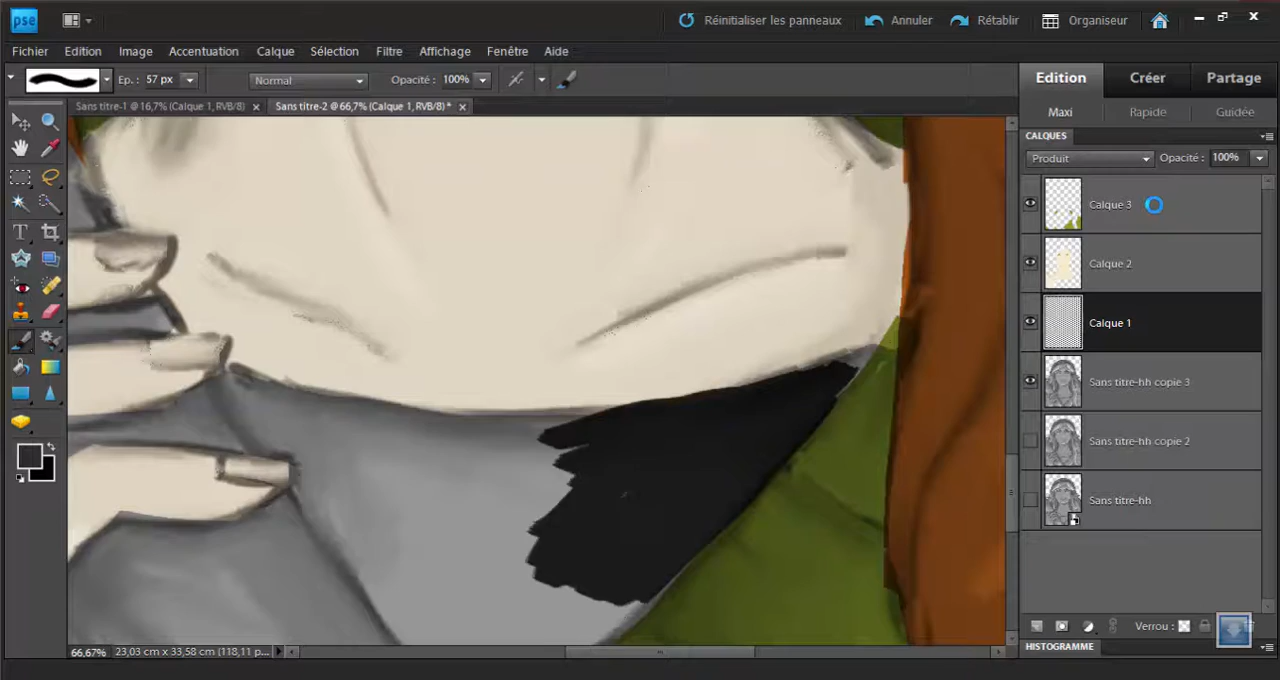 pse Réinitialiser les panneaux Annuler Rétablir Organiseur
Fichier Edition Image Accentuation Calque Sélection Filtre Affichage Fenêtre Aide
Ep. : 57 px Normal Opacité : 100%
Edition Créer Partage
Sans titre-1 @ 16,7% (Calque 1, RVB/8) Sans titre-2 @ 66,7% (Calque 1, RVB/8) *
Maxi Rapide Guidée
CALQUES
Produit Opacité : 100%
Calque 3
Calque 2
Calque 1
Sans titre-hh copie 3
Sans titre-hh copie 2
Sans titre-hh
Verrou :
HISTOGRAMME
66,67% 23,03 cm x 33,58 cm (118,11 p...